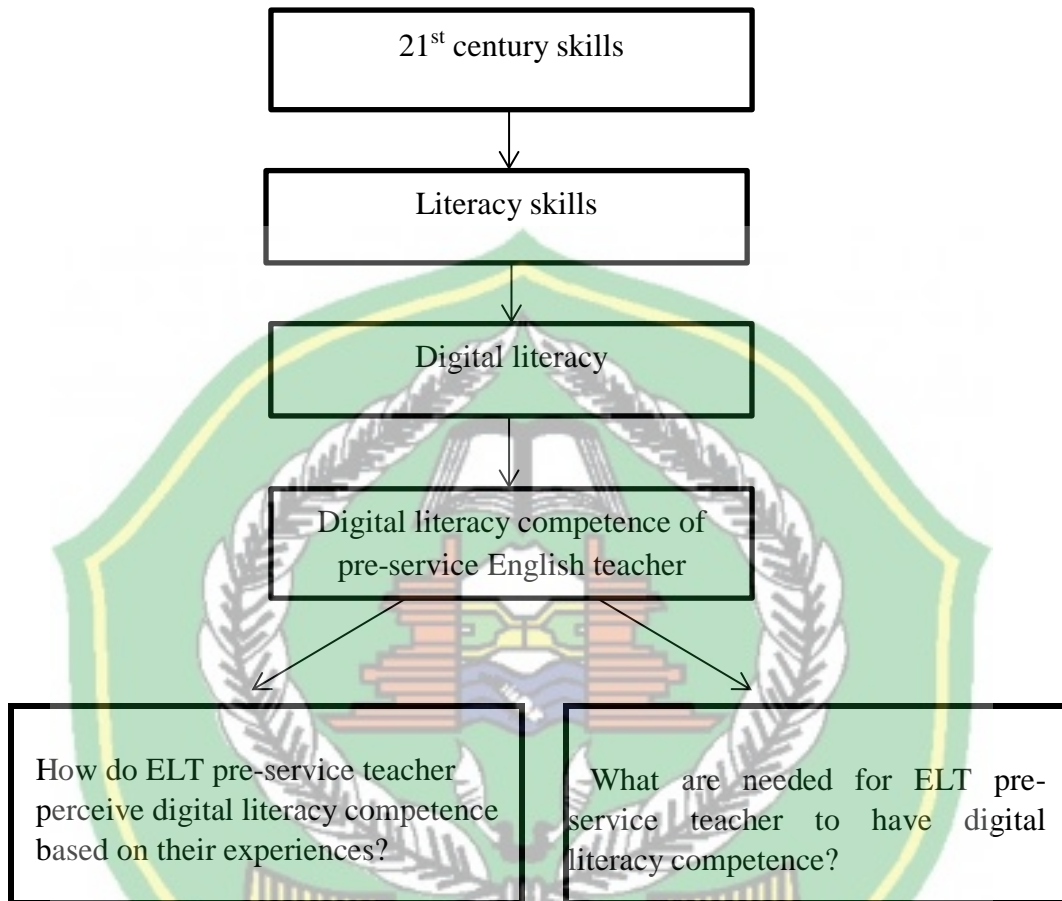 21st century skills
Literacy skills
Digital literacy
Digital literacy competence of
pre-service English teacher
How do ELT pre-service teacher
perceive digital literacy competence
based on their experiences?
What are needed for ELT pre-
service teacher to have digital
literacy competence?